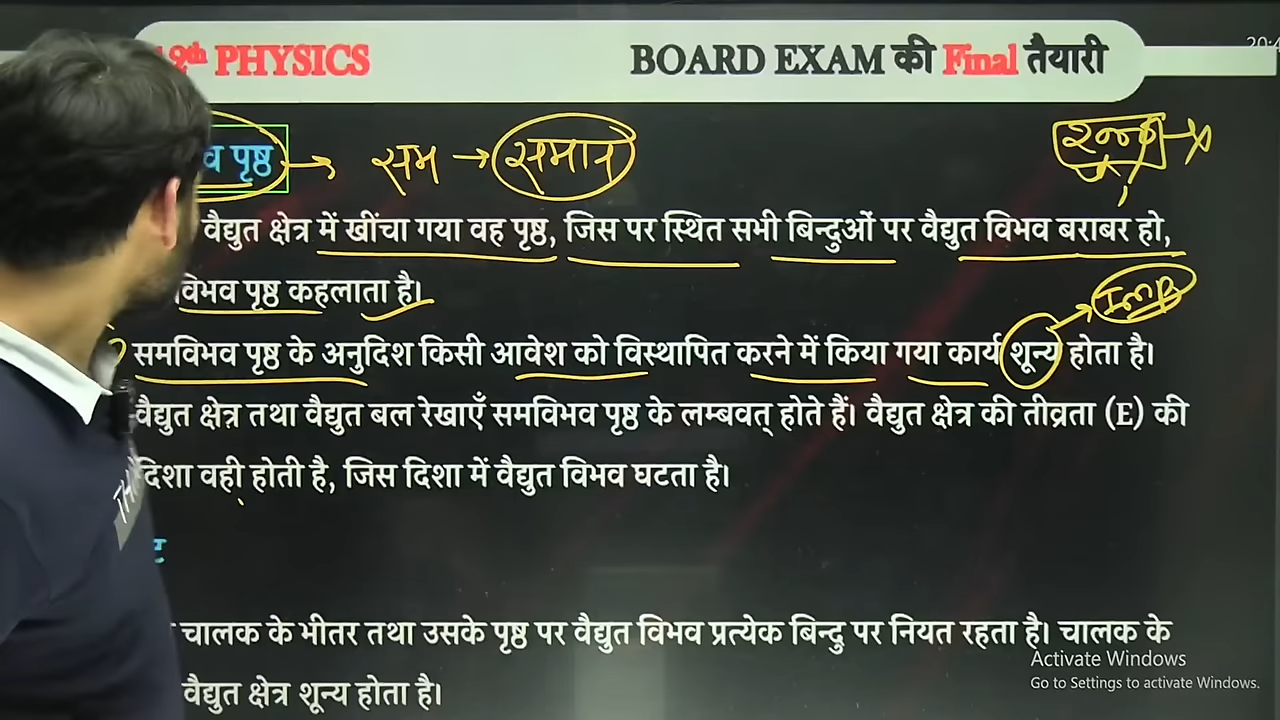 2th PHYSICS
BOARD EXAM की Final तैयारी
व पृष्ठ → सम → समान
वैद्युत क्षेत्र में खींचा गया वह पृष्ठ, जिस पर स्थित सभी बिन्दुओं पर वैद्युत विभव बराबर हो,
विभव पृष्ठ कहलाता है।
Imp
समविभव पृष्ठ के अनुदिश किसी आवेश को विस्थापित करने में किया गया कार्य शून्य होता है।
वैद्युत क्षेत्र तथा वैद्युत बल रेखाएँ समविभव पृष्ठ के लम्बवत् होते हैं। वैद्युत क्षेत्र की तीव्रता (E) की
दिशा वही होती है, जिस दिशा में वैद्युत विभव घटता है।
चालक के भीतर तथा उसके पृष्ठ पर वैद्युत विभव प्रत्येक बिन्दु पर नियत रहता है। चालक के
वैद्युत क्षेत्र शून्य होता है।
Activate Windows
Go to Settings to activate Windows.